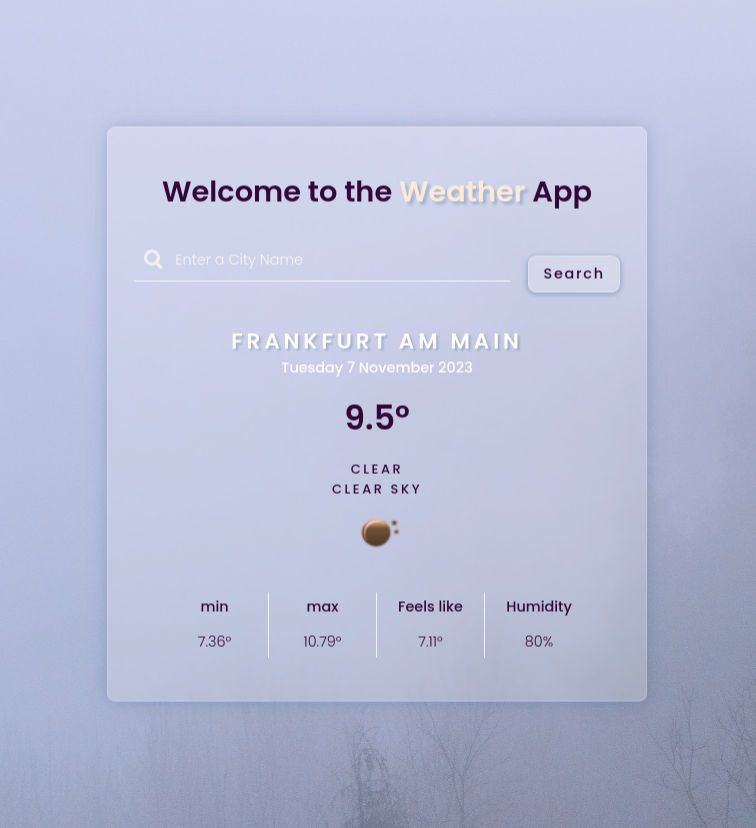 Welcome to the Weather App
Enter a City Name
Search
FRANKFURT AM MAIN
Tuesday 7 November 2023
9.5°
CLEAR
CLEAR SKY
min max Feels like Humidity
7.36° 10.79° 7.11° 80%